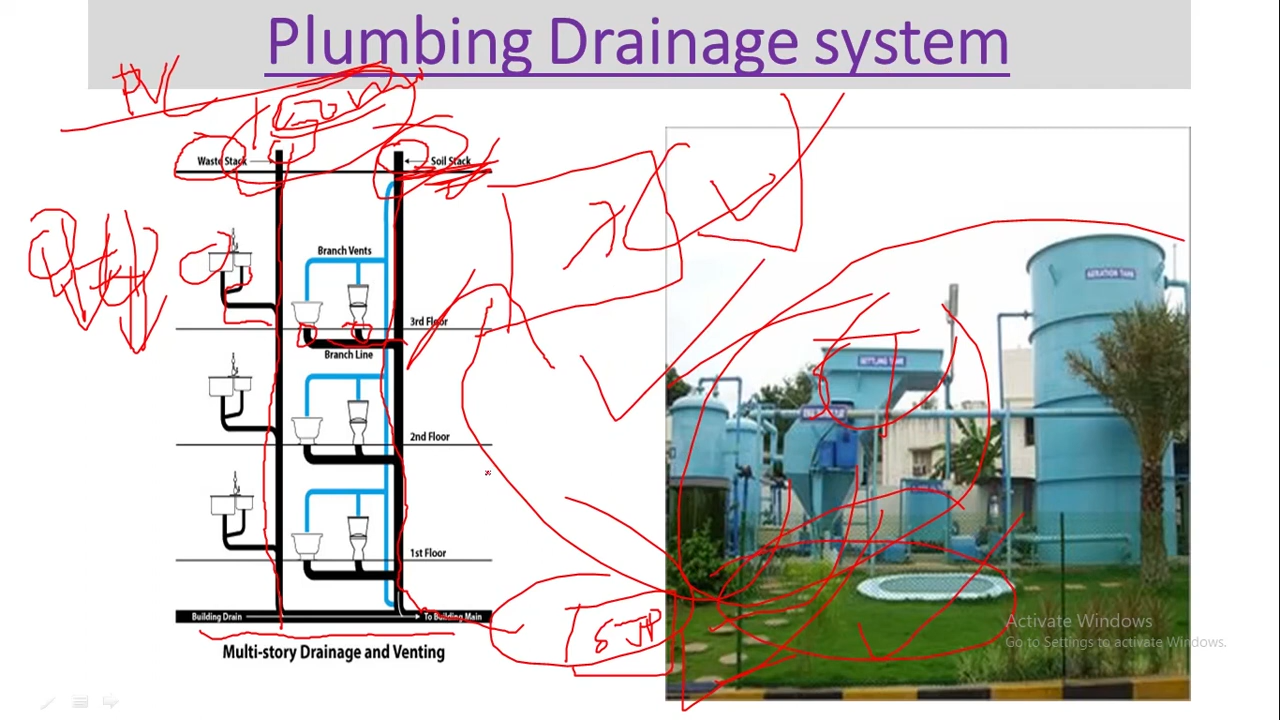 Plumbing Drainage system
PV
Waste Stack
Soil Stack
Branch Vents
3rd Floor
Branch Line
2nd Floor
1st Floor
Building Drain
To Building Main
Multi-story Drainage and Venting
STP
AERATION TANK
SETTLING TANK
Activate Windows
Go to Settings to activate Windows.